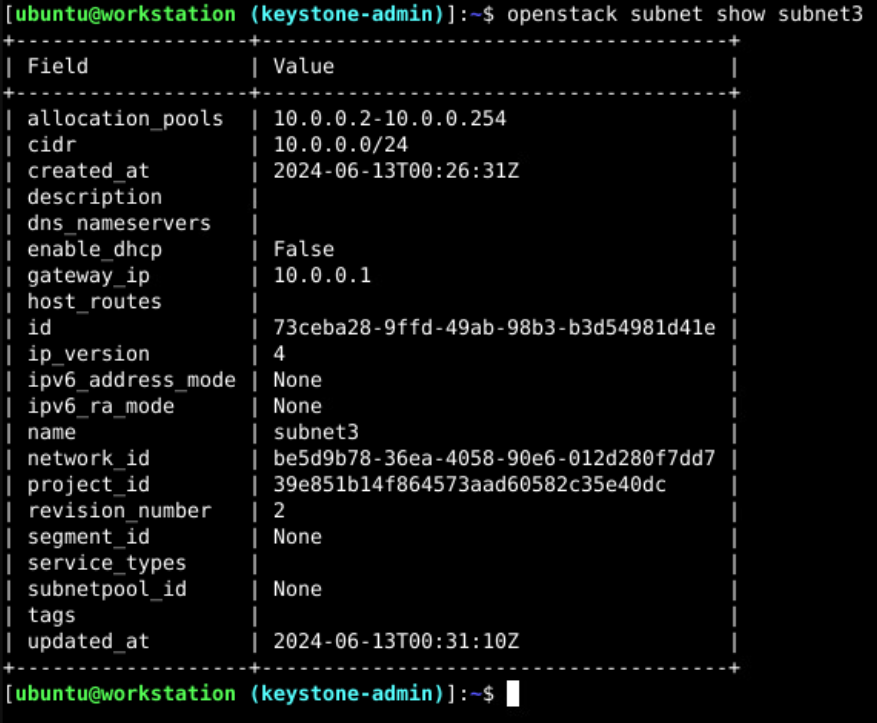 [ubuntu@workstation (keystone-admin)]:~$ openstack subnet show subnet3
+-------------------+--------------------------------------+
| Field             | Value                                |
+-------------------+--------------------------------------+
| allocation_pools  | 10.0.0.2-10.0.0.254                  |
| cidr              | 10.0.0.0/24                          |
| created_at        | 2024-06-13T00:26:31Z                 |
| description       |                                      |
| dns_nameservers   |                                      |
| enable_dhcp       | False                                |
| gateway_ip        | 10.0.0.1                             |
| host_routes       |                                      |
| id                | 73ceba28-9ffd-49ab-98b3-b3d54981d41e |
| ip_version        | 4                                    |
| ipv6_address_mode | None                                 |
| ipv6_ra_mode      | None                                 |
| name              | subnet3                              |
| network_id        | be5d9b78-36ea-4058-90e6-012d280f7dd7 |
| project_id        | 39e851b14f864573aad60582c35e40dc     |
| revision_number   | 2                                    |
| segment_id        | None                                 |
| service_types     |                                      |
| subnetpool_id     | None                                 |
| tags              |                                      |
| updated_at        | 2024-06-13T00:31:10Z                 |
+-------------------+--------------------------------------+
[ubuntu@workstation (keystone-admin)]:~$